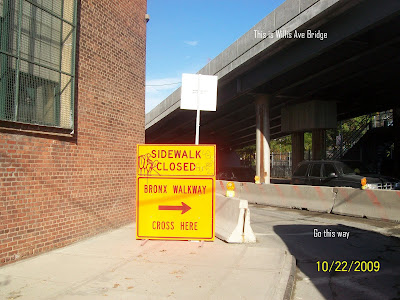 This is Willis Ave Bridge
SIDEWALK
CLOSED
BRONX WALKWAY
CROSS HERE
Go this way
10/22/2009